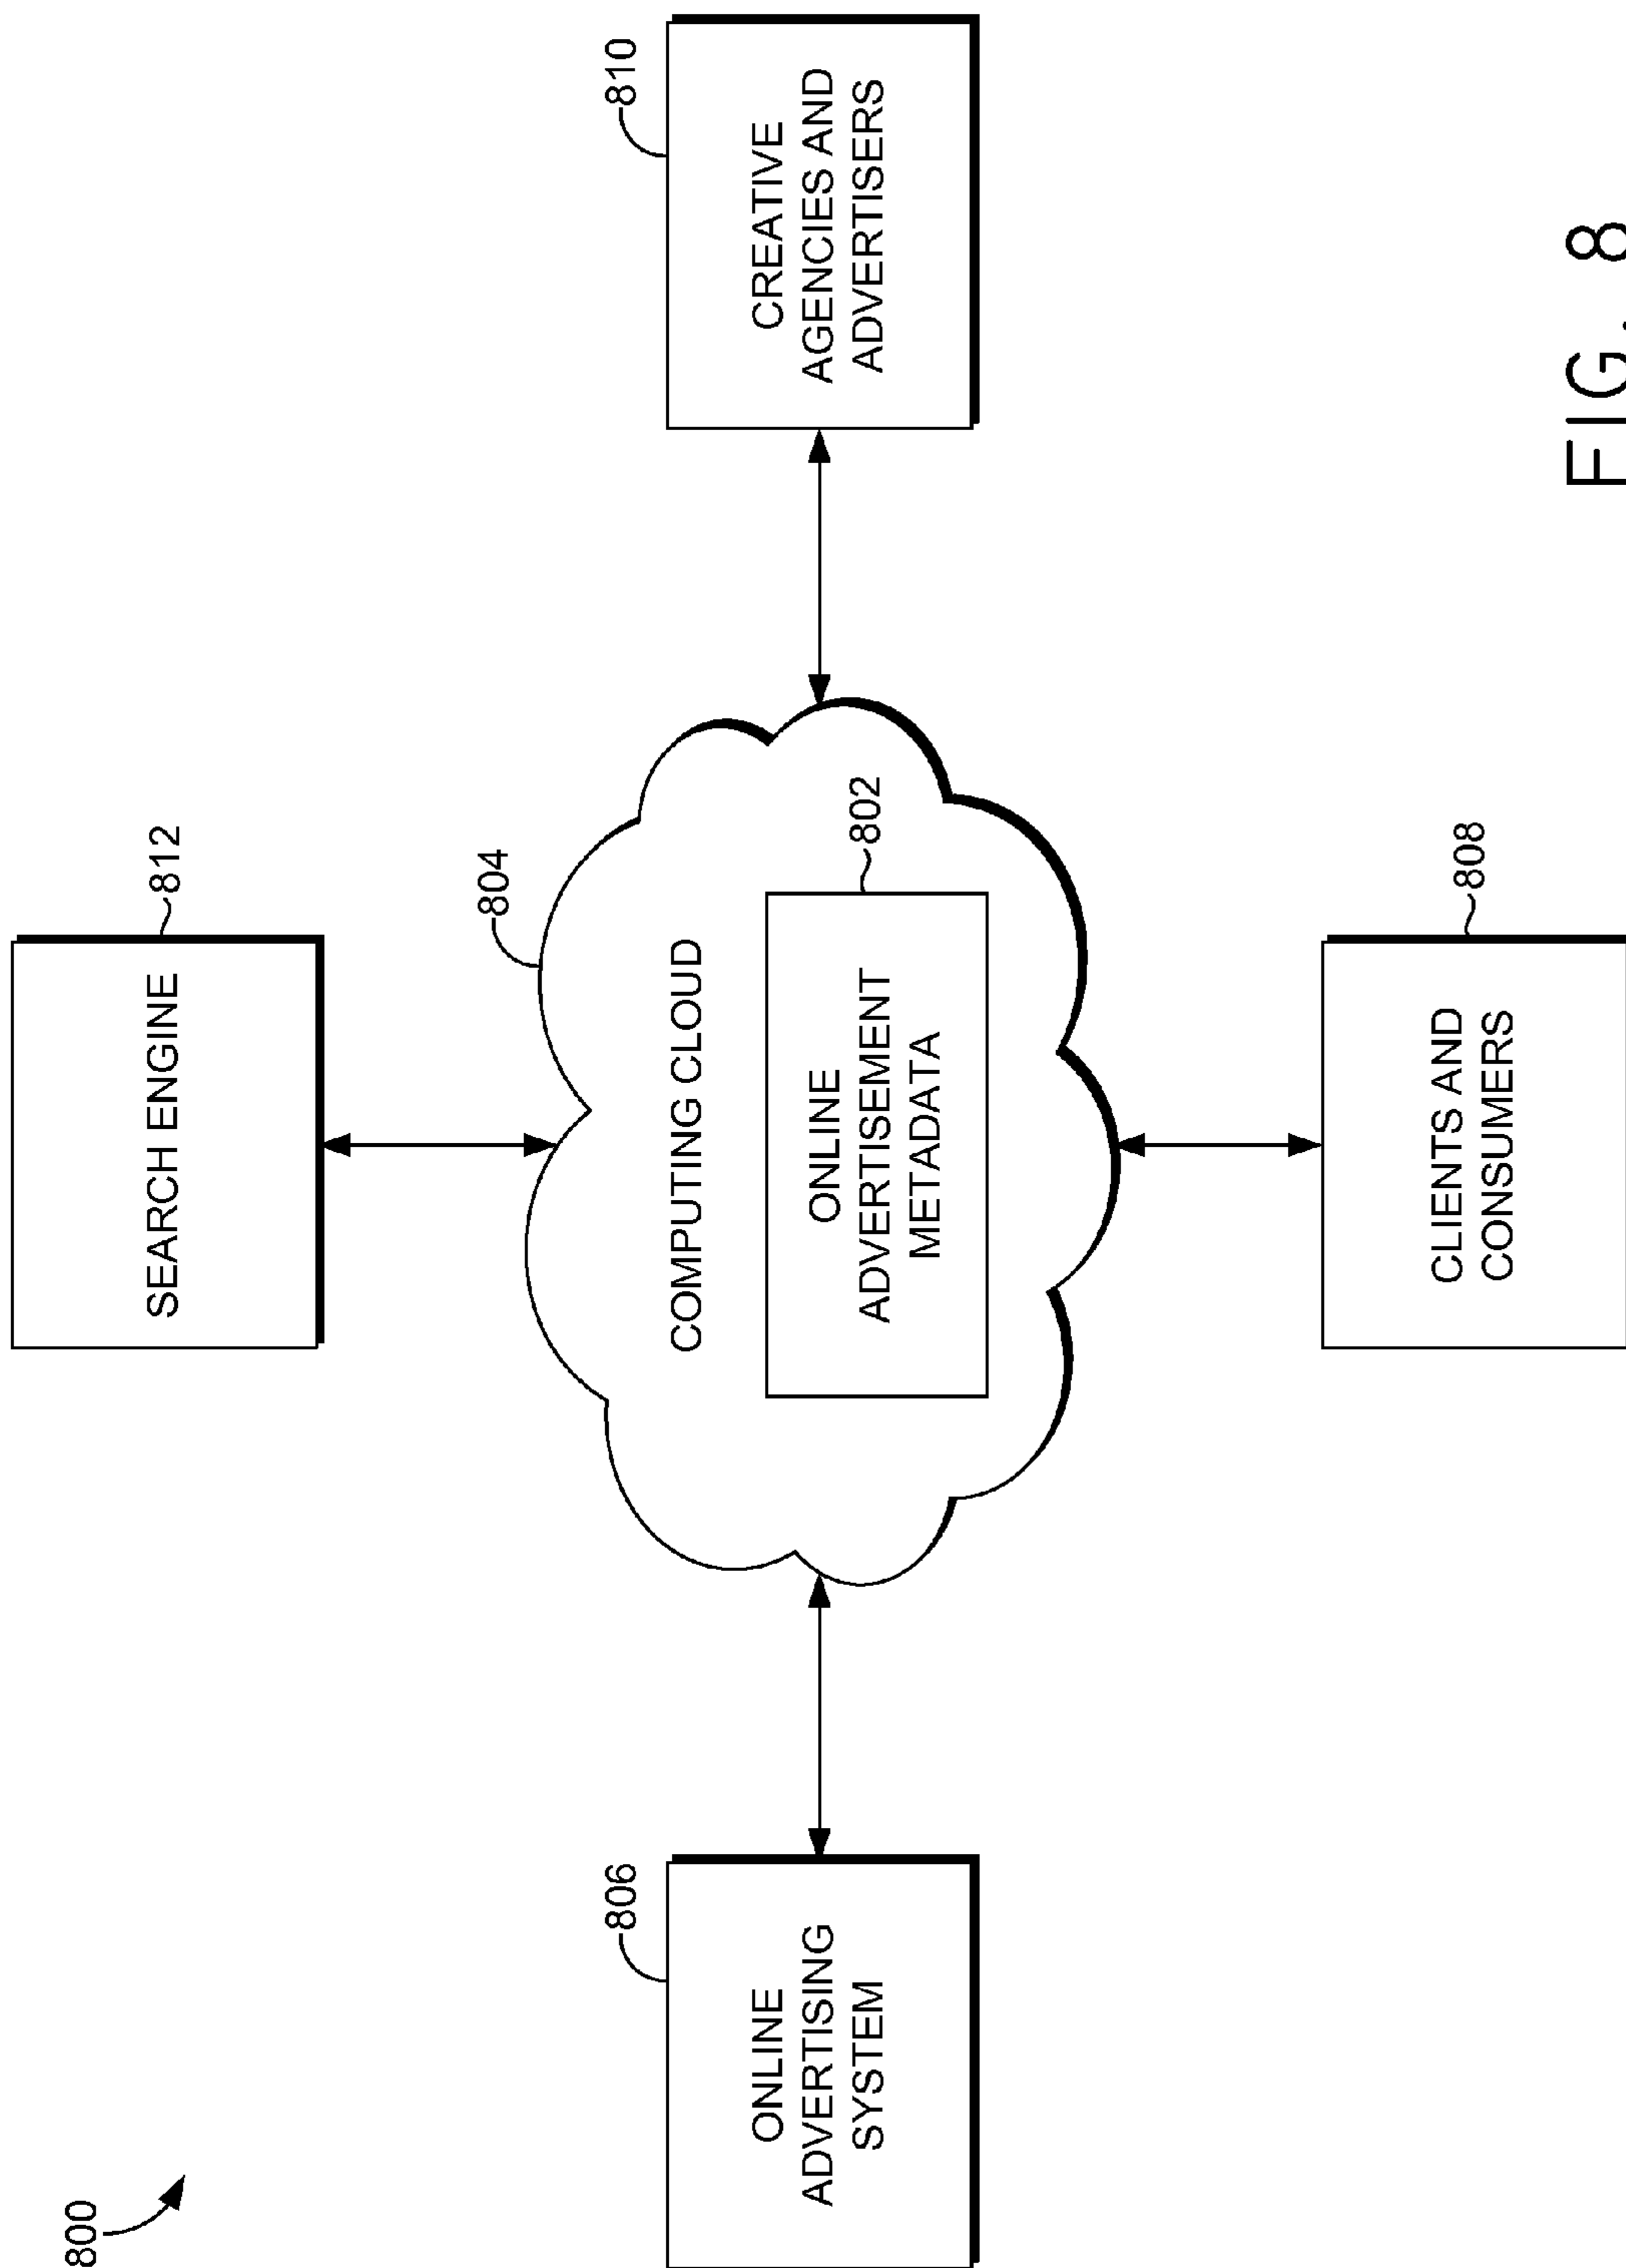 800
SEARCH ENGINE
812
804
COMPUTING CLOUD
ONLINE
ADVERTISEMENT
METADATA
802
806
ONLINE
ADVERTISING
SYSTEM
810
CREATIVE
AGENCIES AND
ADVERTISERS
808
CLIENTS AND
CONSUMERS
FIG. 8